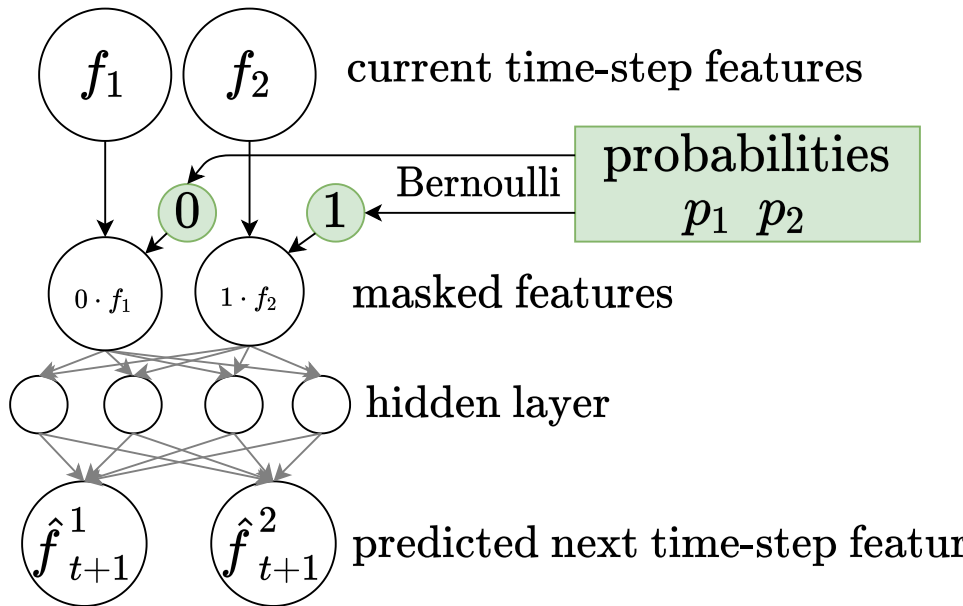 f₁ f₂ current time-step features
probabilities
p₁ p₂
Bernoulli
0 1
0 · f₁ 1 · f₂ masked features
hidden layer
f̂¹ₜ₊₁ f̂²ₜ₊₁ predicted next time-step featur